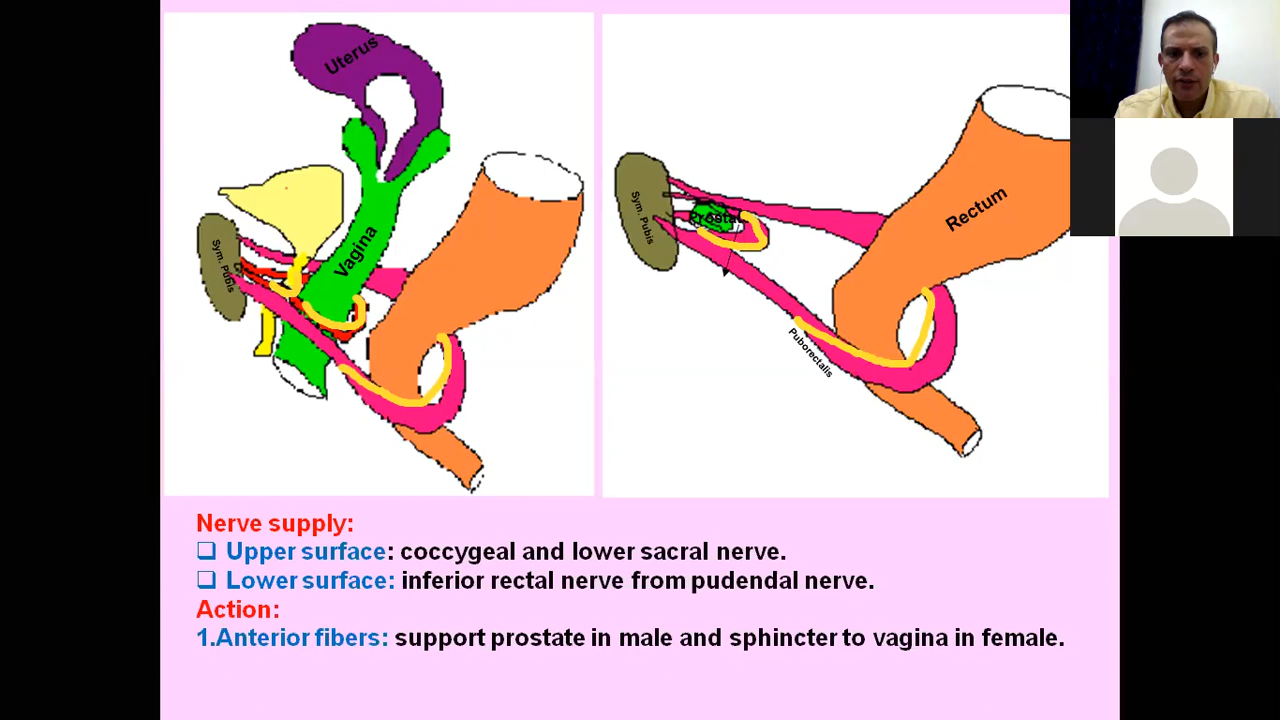 Uterus
Vagina
Sym. Pubis
Sym. Pubis
Prostat
Rectum
Puborectalis
Nerve supply:
❑ Upper surface: coccygeal and lower sacral nerve.
❑ Lower surface: inferior rectal nerve from pudendal nerve.
Action:
1.Anterior fibers: support prostate in male and sphincter to vagina in female.